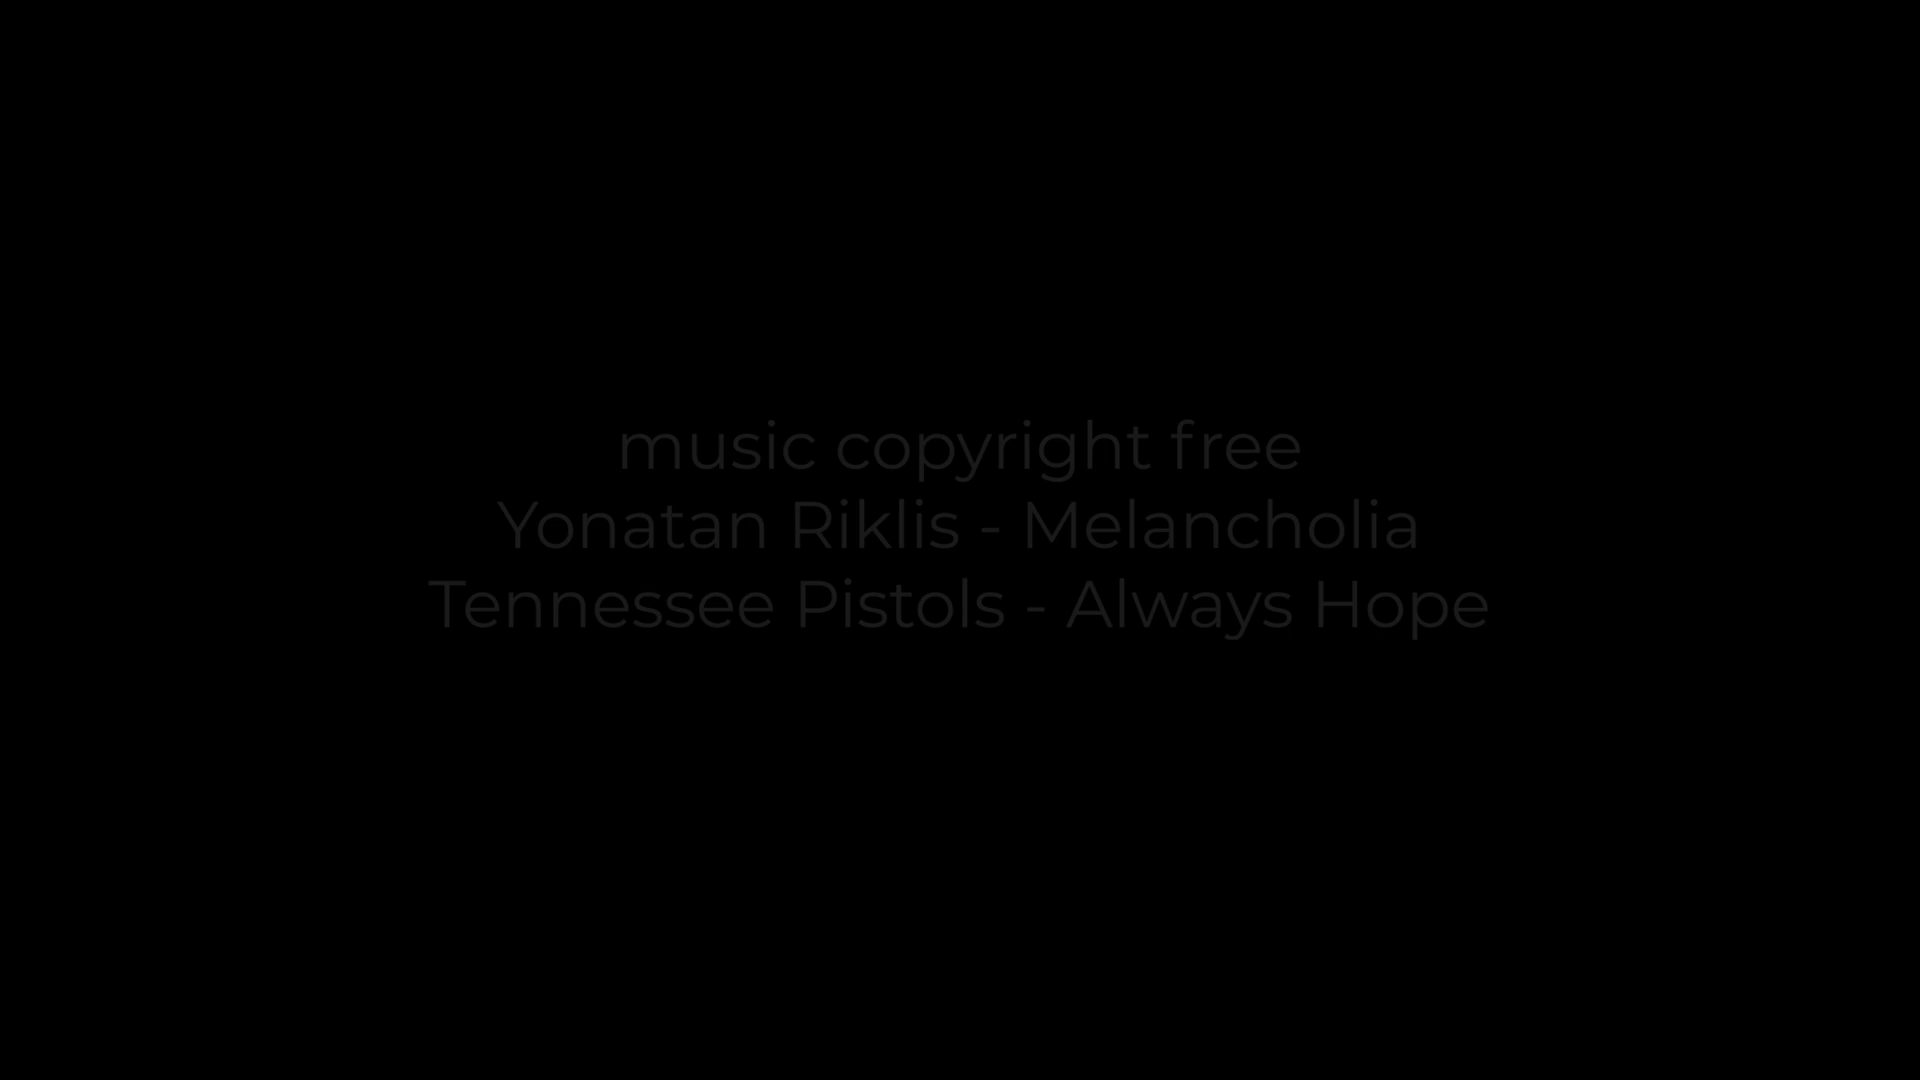 music copyright free
Yonatan Riklis - Melancholia
Tennessee Pistols - Always Hope